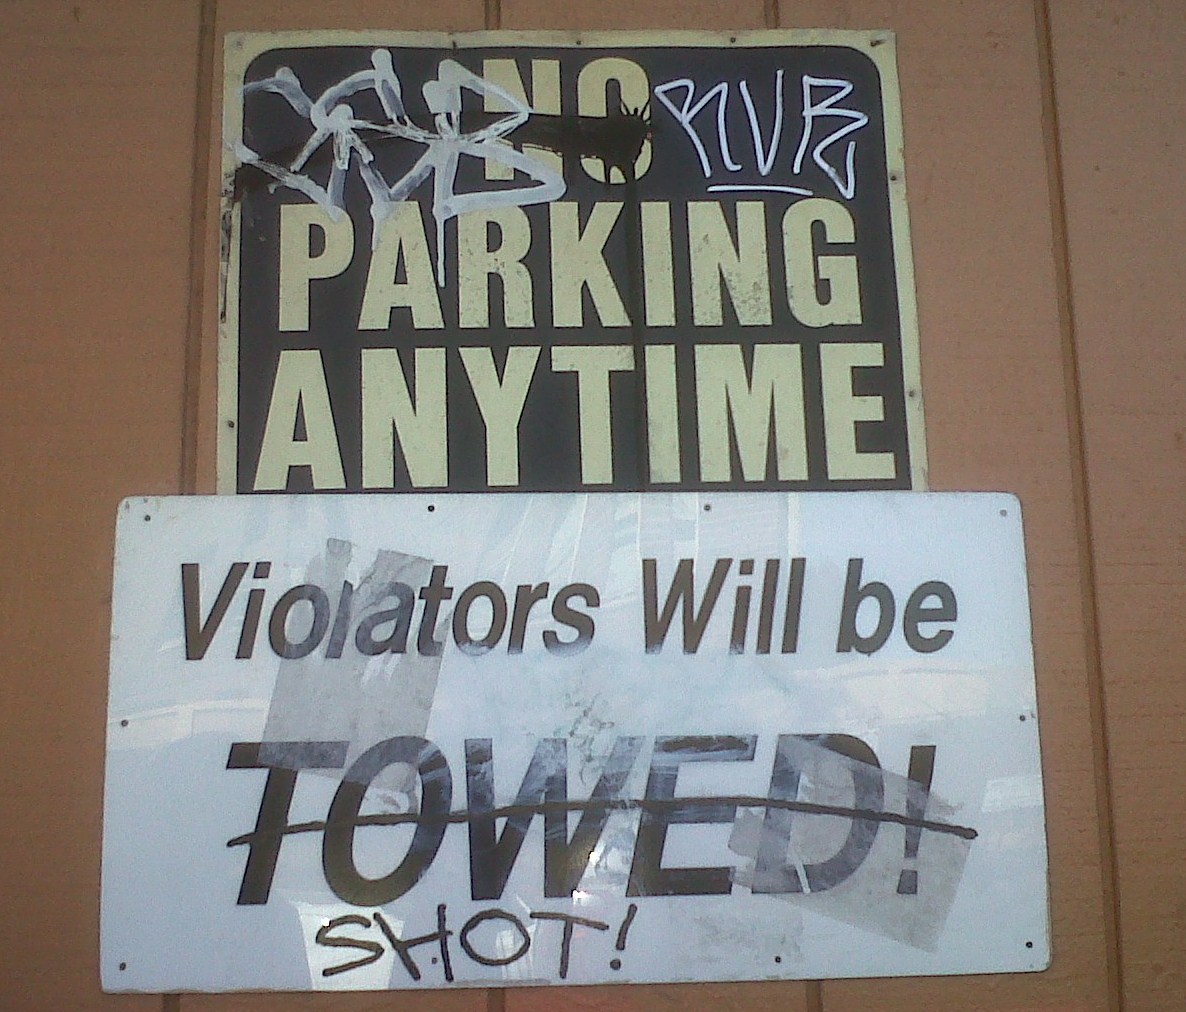 NO
PARKING
ANYTIME
Violators Will be
TOWED!
SHOT!